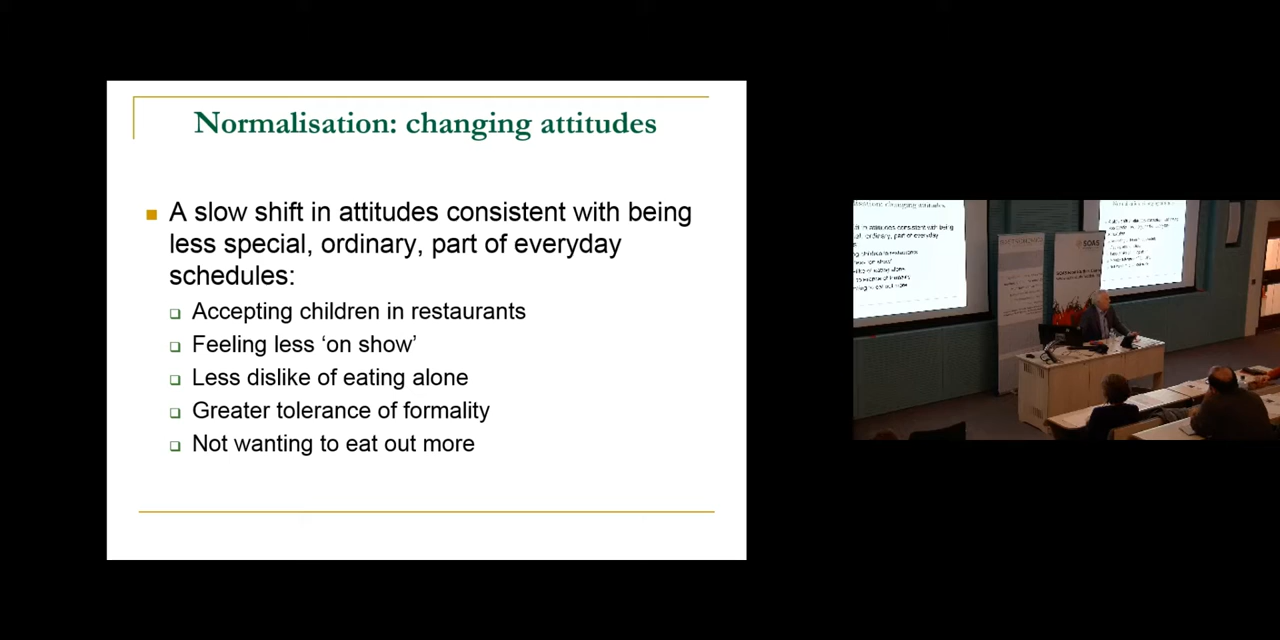 Normalisation: changing attitudes
A slow shift in attitudes consistent with being
less special, ordinary, part of everyday
schedules:
Accepting children in restaurants
Feeling less ‘on show’
Less dislike of eating alone
Greater tolerance of formality
Not wanting to eat out more
SOAS